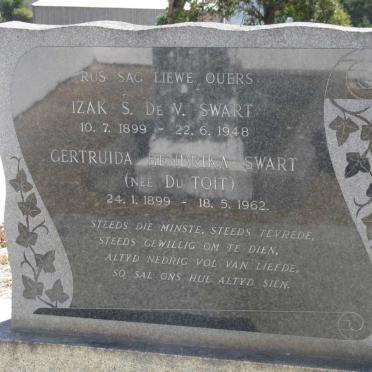 RUS SAG LIEWE OUERS
IZAK S. DE V. SWART
10. 7. 1899 - 22. 6. 1948
GERTRUIDA HENDRIKA SWART
(NEE DU TOIT)
24. 1. 1899 - 18. 5. 1962.
STEEDS DIE MINSTE, STEEDS TEVREDE,
STEEDS GEWILLIG OM TE DIEN,
ALTYD NEDRIG VOL VAN LIEFDE,
SO SAL ONS HUL ALTYD SIEN.